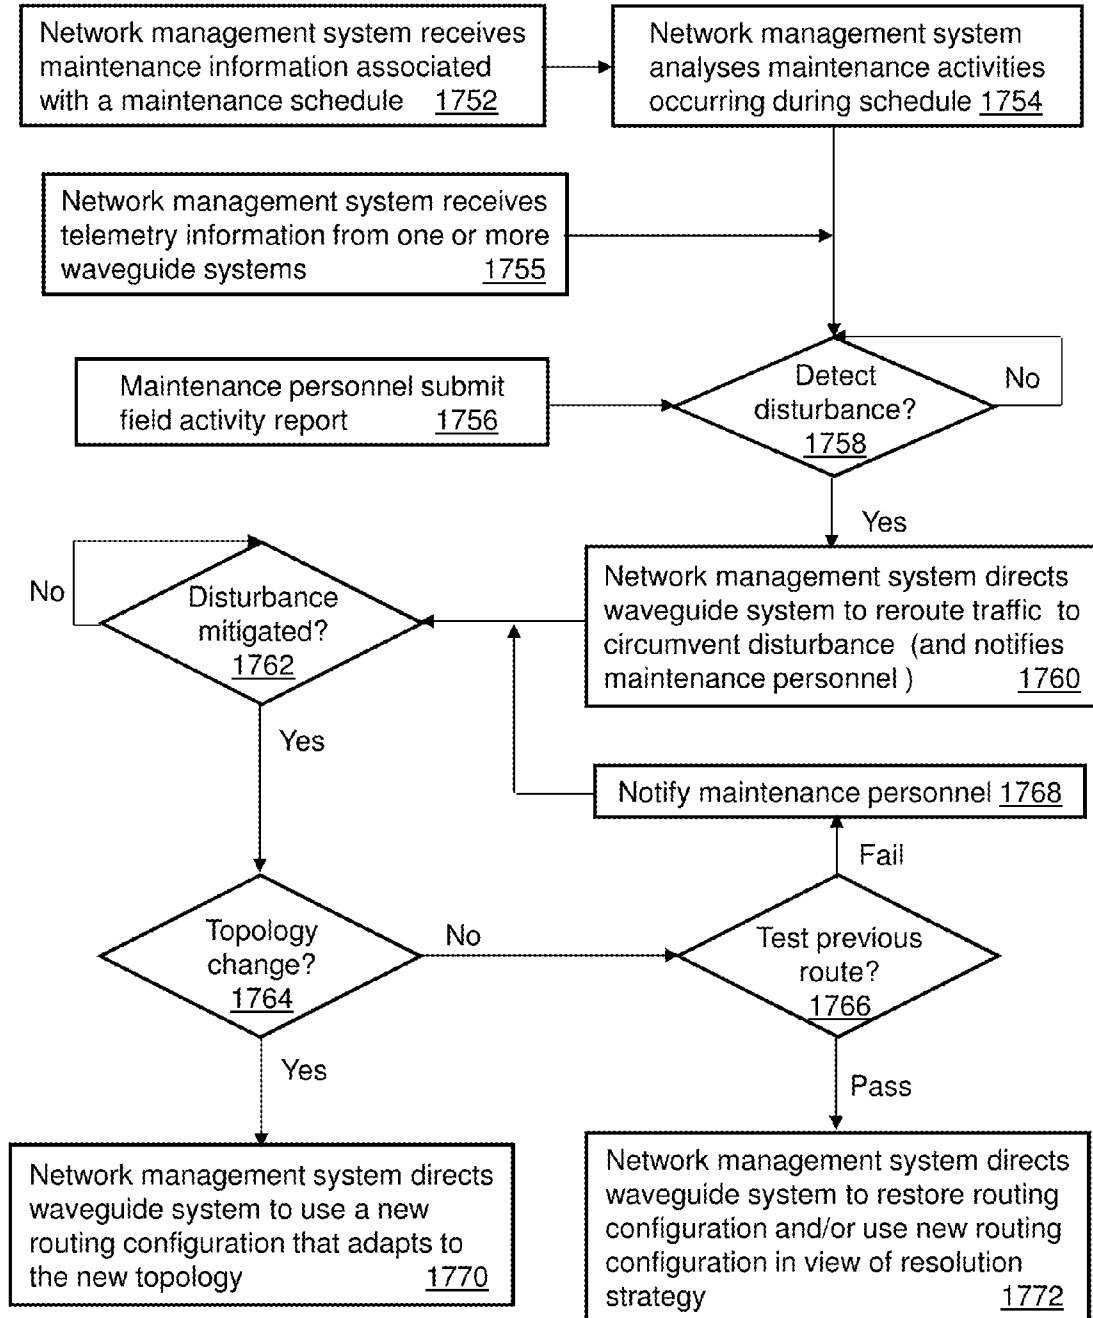 Network management system receives
maintenance information associated
with a maintenance schedule 1752
Network management system
analyses maintenance activities
occurring during schedule 1754
Network management system receives
telemetry information from one or more
waveguide systems 1755
Maintenance personnel submit
field activity report 1756
Detect
disturbance?
1758
No
Yes
Network management system directs
waveguide system to reroute traffic to
circumvent disturbance (and notifies
maintenance personnel ) 1760
No
Disturbance
mitigated?
1762
Yes
Notify maintenance personnel 1768
Fail
Topology
change?
1764
No
Test previous
route?
1766
Yes
Pass
Network management system directs
waveguide system to use a new
routing configuration that adapts to
the new topology 1770
Network management system directs
waveguide system to restore routing
configuration and/or use new routing
configuration in view of resolution
strategy 1772